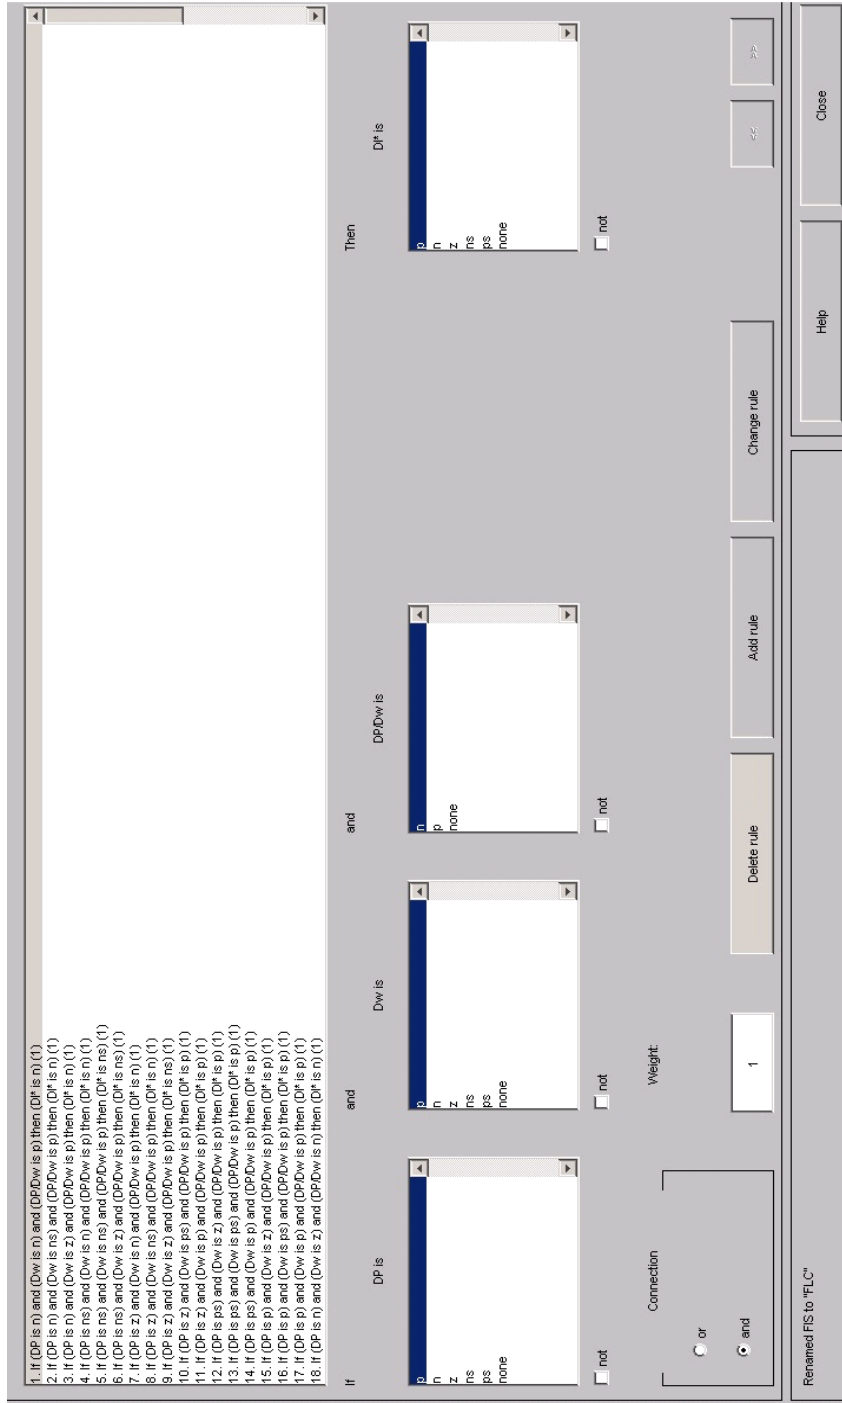 1. If (DP is n) and (Dw is n) and (DP/Dw is p) then (DI* is n) (1)
2. If (DP is n) and (Dw is ns) and (DP/Dw is p) then (DI* is n) (1)
3. If (DP is n) and (Dw is z) and (DP/Dw is p) then (DI* is n) (1)
4. If (DP is ns) and (Dw is n) and (DP/Dw is p) then (DI* is n) (1)
5. If (DP is ns) and (Dw is ns) and (DP/Dw is p) then (DI* is ns) (1)
6. If (DP is ns) and (Dw is z) and (DP/Dw is p) then (DI* is ns) (1)
7. If (DP is z) and (Dw is n) and (DP/Dw is p) then (DI* is n) (1)
8. If (DP is z) and (Dw is ns) and (DP/Dw is p) then (DI* is n) (1)
9. If (DP is z) and (Dw is z) and (DP/Dw is p) then (DI* is ns) (1)
10. If (DP is z) and (Dw is ps) and (DP/Dw is p) then (DI* is p) (1)
11. If (DP is z) and (Dw is p) and (DP/Dw is p) then (DI* is p) (1)
12. If (DP is ps) and (Dw is z) and (DP/Dw is p) then (DI* is p) (1)
13. If (DP is ps) and (Dw is ps) and (DP/Dw is p) then (DI* is p) (1)
14. If (DP is ps) and (Dw is p) and (DP/Dw is p) then (DI* is p) (1)
15. If (DP is p) and (Dw is z) and (DP/Dw is p) then (DI* is p) (1)
16. If (DP is p) and (Dw is ps) and (DP/Dw is p) then (DI* is p) (1)
17. If (DP is p) and (Dw is p) and (DP/Dw is p) then (DI* is p) (1)
18. If (DP is n) and (Dw is z) and (DP/Dw is n) then (DI* is n) (1)
If
and
and
Then
DP is
Dw is
DP/Dw is
DI* is
p
n
z
ns
ps
none
p
n
z
ns
ps
none
n
p
none
p
n
z
ns
ps
none
not
not
not
not
Connection
or
and
Weight:
1
Delete rule
Add rule
Change rule
<<
>>
Renamed FIS to "FLC"
Help
Close